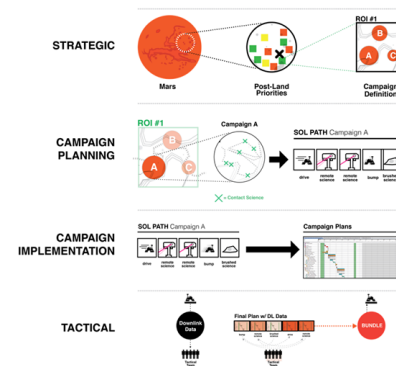 STRATEGIC
Mars
Post-Land
Priorities
ROI #1
B
A
C
Campaign
Definition
CAMPAIGN
PLANNING
ROI #1
B
A
C
Campaign A
= Contact Science
SOL PATH Campaign A
drive
remote
science
remote
science
bump
brushed
science
CAMPAIGN
IMPLEMENTATION
SOL PATH Campaign A
drive
remote
science
remote
science
bump
brushed
science
Campaign Plans
TACTICAL
Downlink
Data
Tactical
Final Plan w/ DL Data
Tactical
BUNDLE